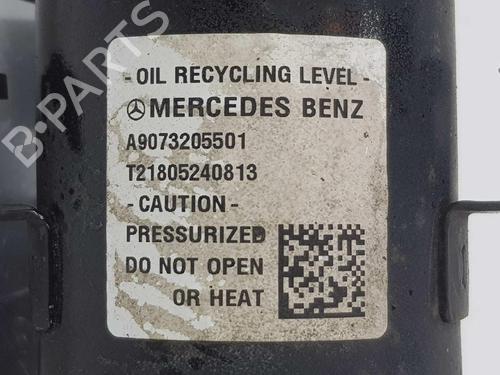 - OIL RECYCLING LEVEL -
MERCEDES BENZ
A9073205501
T21805240813
- CAUTION -
PRESSURIZED
DO NOT OPEN
OR HEAT
B-PARTS